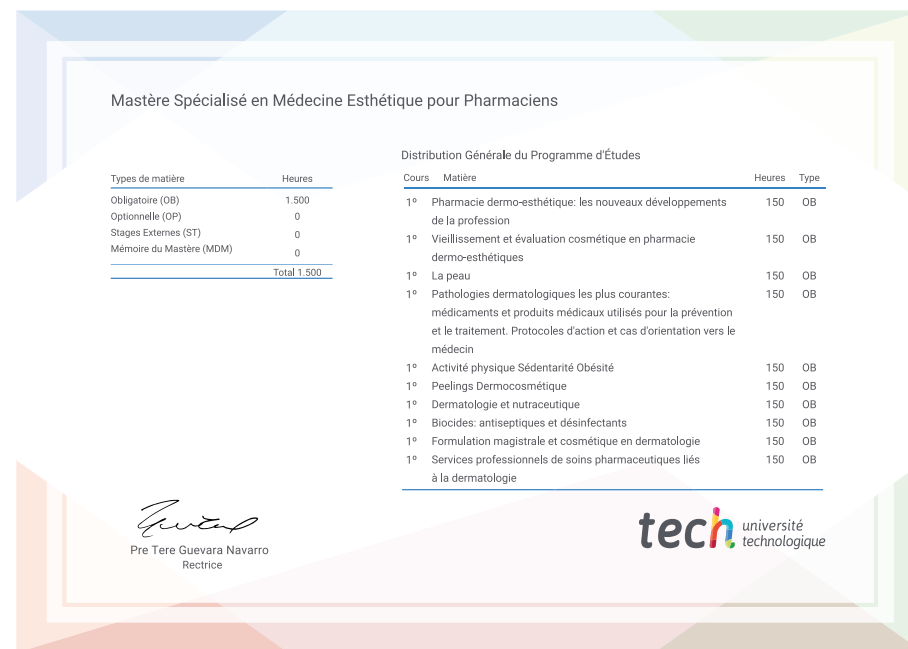 Mastère Spécialisé en Médecine Esthétique pour Pharmaciens
Types de matière Heures
Obligatoire (OB) 1.500
Optionnelle (OP) 0
Stages Externes (ST) 0
Mémoire du Mastère (MDM) 0
Total 1.500
Distribution Générale du Programme d'Études
Cours Matière Heures Type
1º Pharmacie dermo-esthétique: les nouveaux développements 150 OB
de la profession
1º Vieillissement et évaluation cosmétique en pharmacie 150 OB
dermo-esthétiques
1º La peau 150 OB
1º Pathologies dermatologiques les plus courantes: 150 OB
médicaments et produits médicaux utilisés pour la prévention
et le traitement. Protocoles d'action et cas d'orientation vers le
médecin
1º Activité physique Sédentarité Obésité 150 OB
1º Peelings Dermocosmétique 150 OB
1º Dermatologie et nutraceutique 150 OB
1º Biocides: antiseptiques et désinfectants 150 OB
1º Formulation magistrale et cosmétique en dermatologie 150 OB
1º Services professionnels de soins pharmaceutiques liés 150 OB
à la dermatologie
Pre Tere Guevara Navarro
Rectrice
tech université
technologique